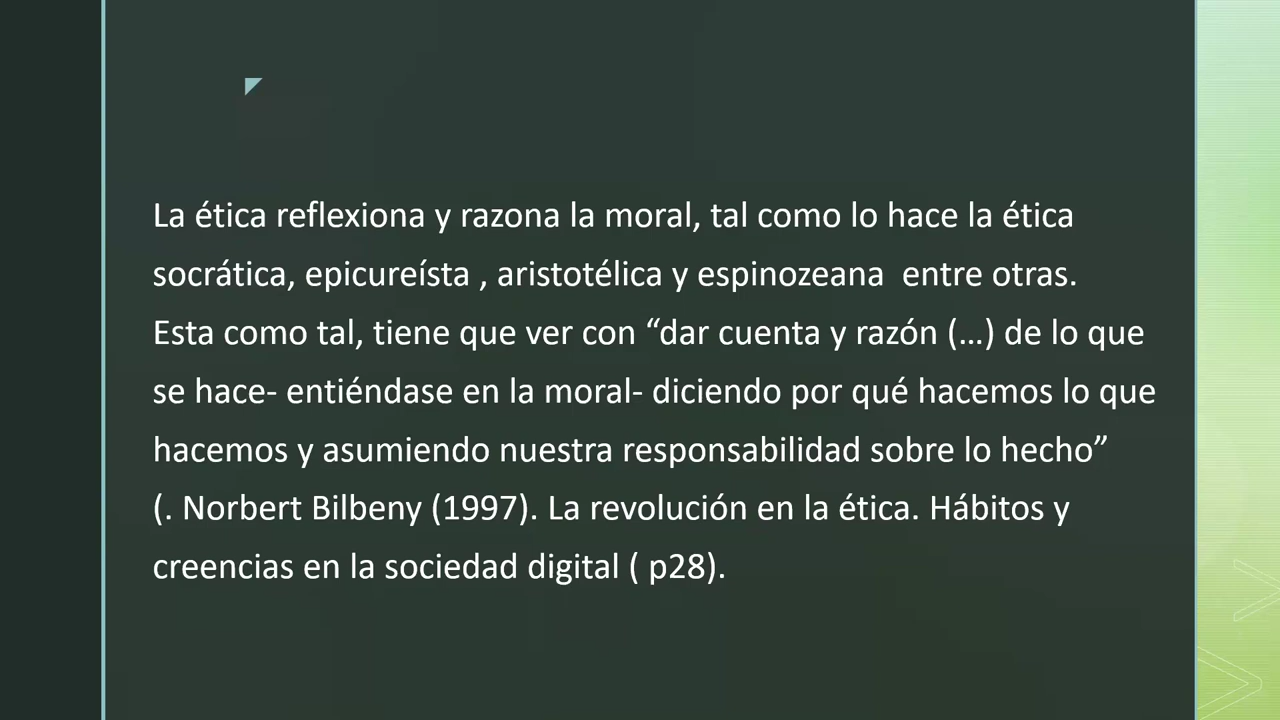 La ética reflexiona y razona la moral, tal como lo hace la ética
socrática, epicureísta , aristotélica y espinozeana  entre otras.
Esta como tal, tiene que ver con “dar cuenta y razón (…) de lo que
se hace- entiéndase en la moral- diciendo por qué hacemos lo que
hacemos y asumiendo nuestra responsabilidad sobre lo hecho”
(. Norbert Bilbeny (1997). La revolución en la ética. Hábitos y
creencias en la sociedad digital ( p28).